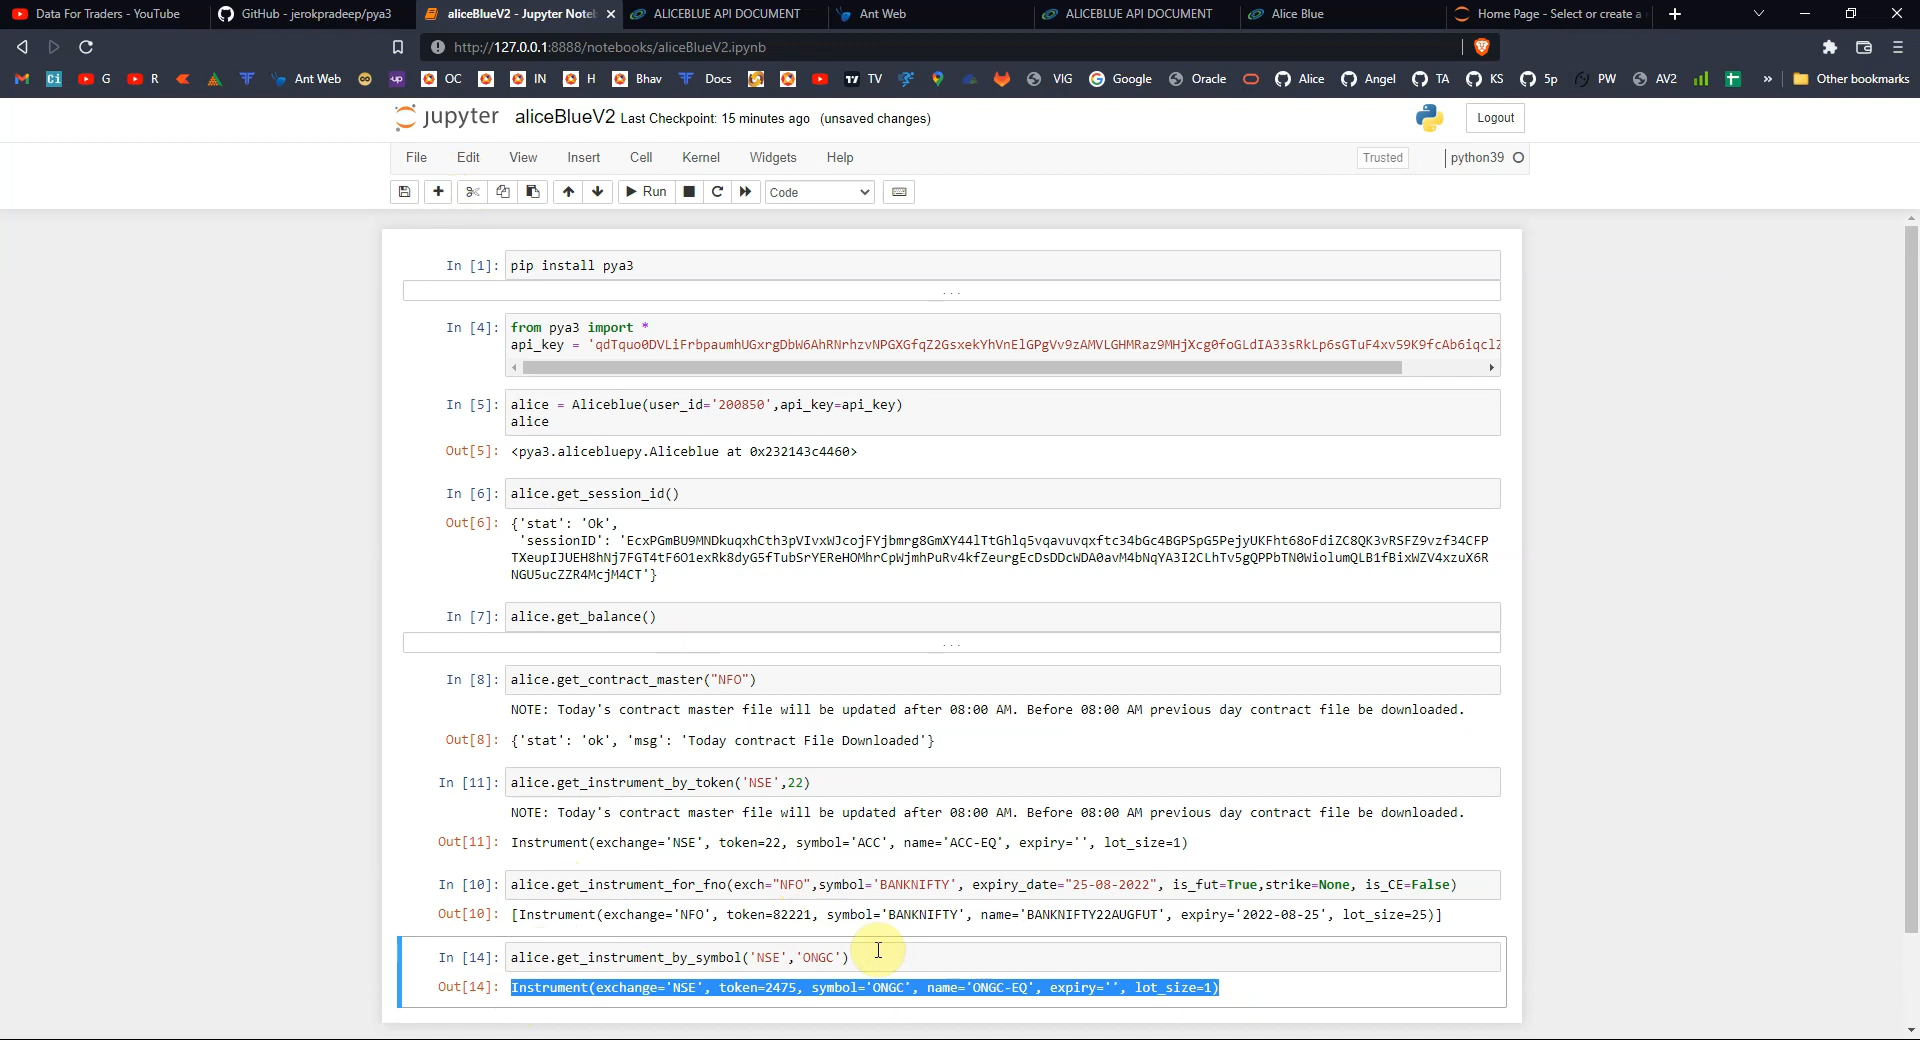 Data For Traders - YouTube
GitHub - jerokpradeep/pya3
aliceBlueV2 - Jupyter Noteb
ALICEBLUE API DOCUMENT
Ant Web
ALICEBLUE API DOCUMENT
Alice Blue
Home Page - Select or create a
http://127.0.0.1:8888/notebooks/aliceBlueV2.ipynb
G R Ant Web up OC IN H Bhav Docs TV VIG Google Oracle Alice Angel TA KS 5p PW AV2 » Other bookmarks
jupyter aliceBlueV2 Last Checkpoint: 15 minutes ago (unsaved changes)
Logout
File Edit View Insert Cell Kernel Widgets Help
Trusted python39
Run Code
In [1]: pip install pya3
...
In [4]: from pya3 import *
api_key =
In [5]: alice = Aliceblue(user_id='200850',api_key=api_key)
alice
Out[5]: <pya3.alicebluepy.Aliceblue at 0x232143c4460>
In [6]: alice.get_session_id()
Out[6]: {'stat': 'Ok',
'sessionID':
In [7]: alice.get_balance()
...
In [8]: alice.get_contract_master("NFO")
NOTE: Today's contract master file will be updated after 08:00 AM. Before 08:00 AM previous day contract file be downloaded.
Out[8]: {'stat': 'ok', 'msg': 'Today contract File Downloaded'}
In [11]: alice.get_instrument_by_token('NSE',22)
NOTE: Today's contract master file will be updated after 08:00 AM. Before 08:00 AM previous day contract file be downloaded.
Out[11]: Instrument(exchange='NSE', token=22, symbol='ACC', name='ACC-EQ', expiry='', lot_size=1)
In [10]: alice.get_instrument_for_fno(exch="NFO",symbol='BANKNIFTY', expiry_date="25-08-2022", is_fut=True,strike=None, is_CE=False)
Out[10]: [Instrument(exchange='NFO', token=82221, symbol='BANKNIFTY', name='BANKNIFTY22AUGFUT', expiry='2022-08-25', lot_size=25)]
In [14]: alice.get_instrument_by_symbol('NSE','ONGC')
Out[14]: Instrument(exchange='NSE', token=2475, symbol='ONGC', name='ONGC-EQ', expiry='', lot_size=1)